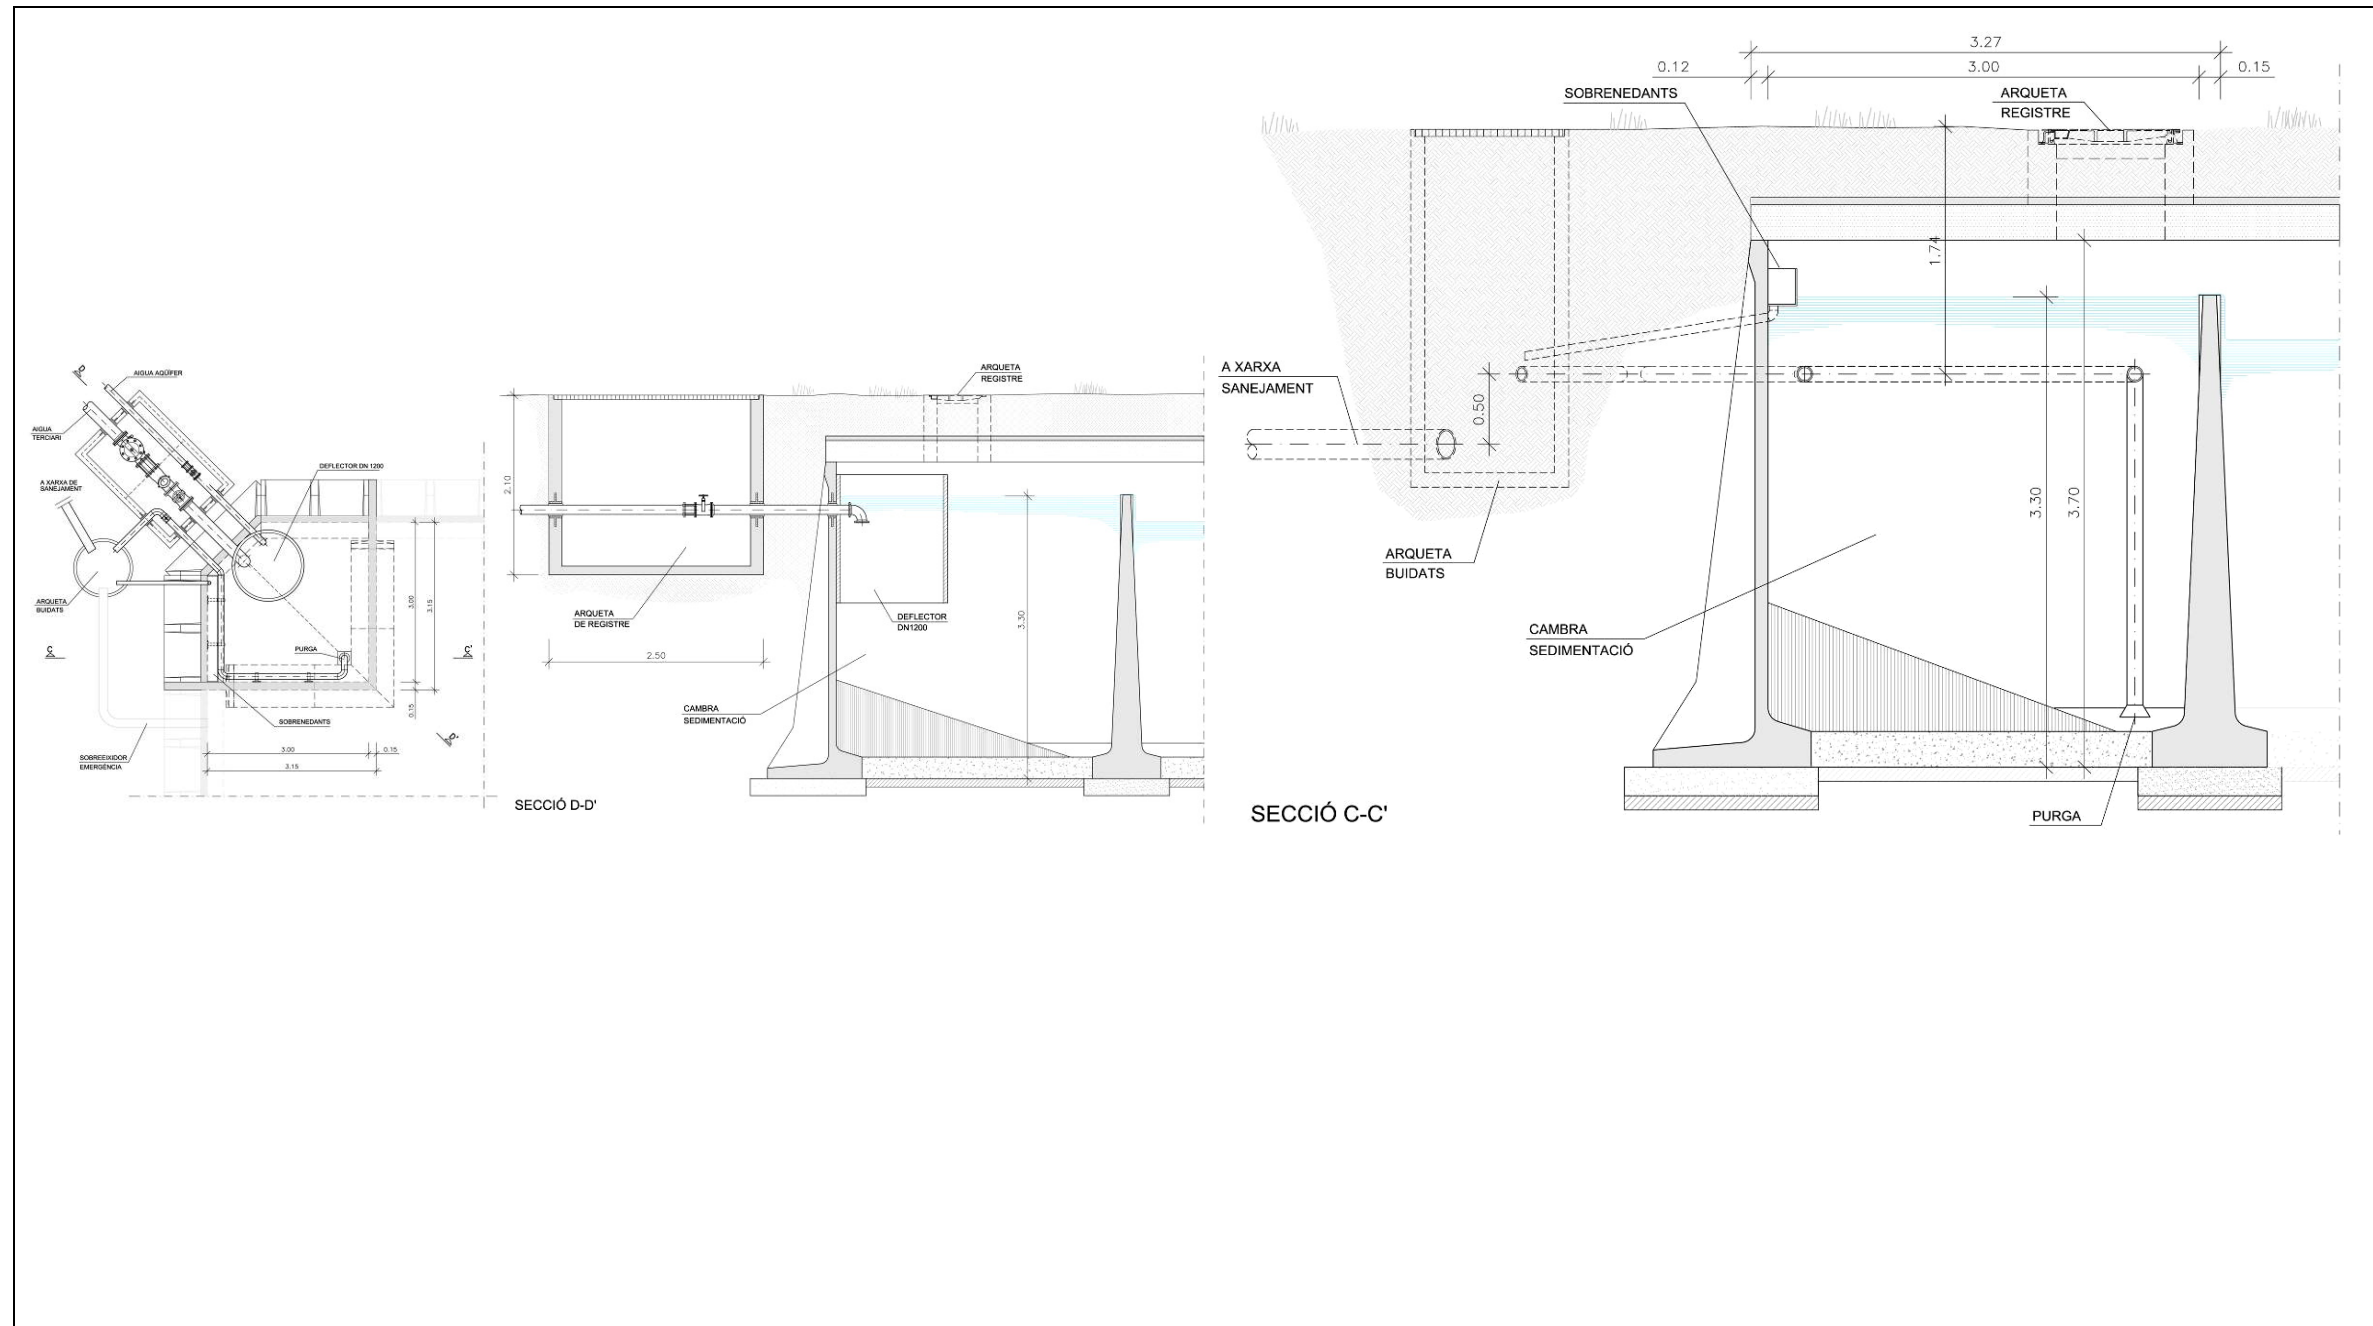 D
AIGUA AQÜÍFER
AIGUA
TERCIARI
DEFLECTOR DN 1200
A XARXA DE
SANEJAMENT
ARQUETA
BUIDATS
C
C'
PURGA
3.00
3.15
0.15
SOBRENEDANTS
D'
SOBREEIXIDOR
EMERGÈNCIA
3.00
0.15
3.15
ARQUETA
REGISTRE
2.10
ARQUETA
DE REGISTRE
DEFLECTOR
DN1200
3.30
2.50
CAMBRA
SEDIMENTACIÓ
SECCIÓ D-D'
3.27
0.12
3.00
0.15
SOBRENEDANTS
ARQUETA
REGISTRE
1.74
A XARXA
SANEJAMENT
0.50
3.30
3.70
ARQUETA
BUIDATS
CAMBRA
SEDIMENTACIÓ
SECCIÓ C-C'
PURGA